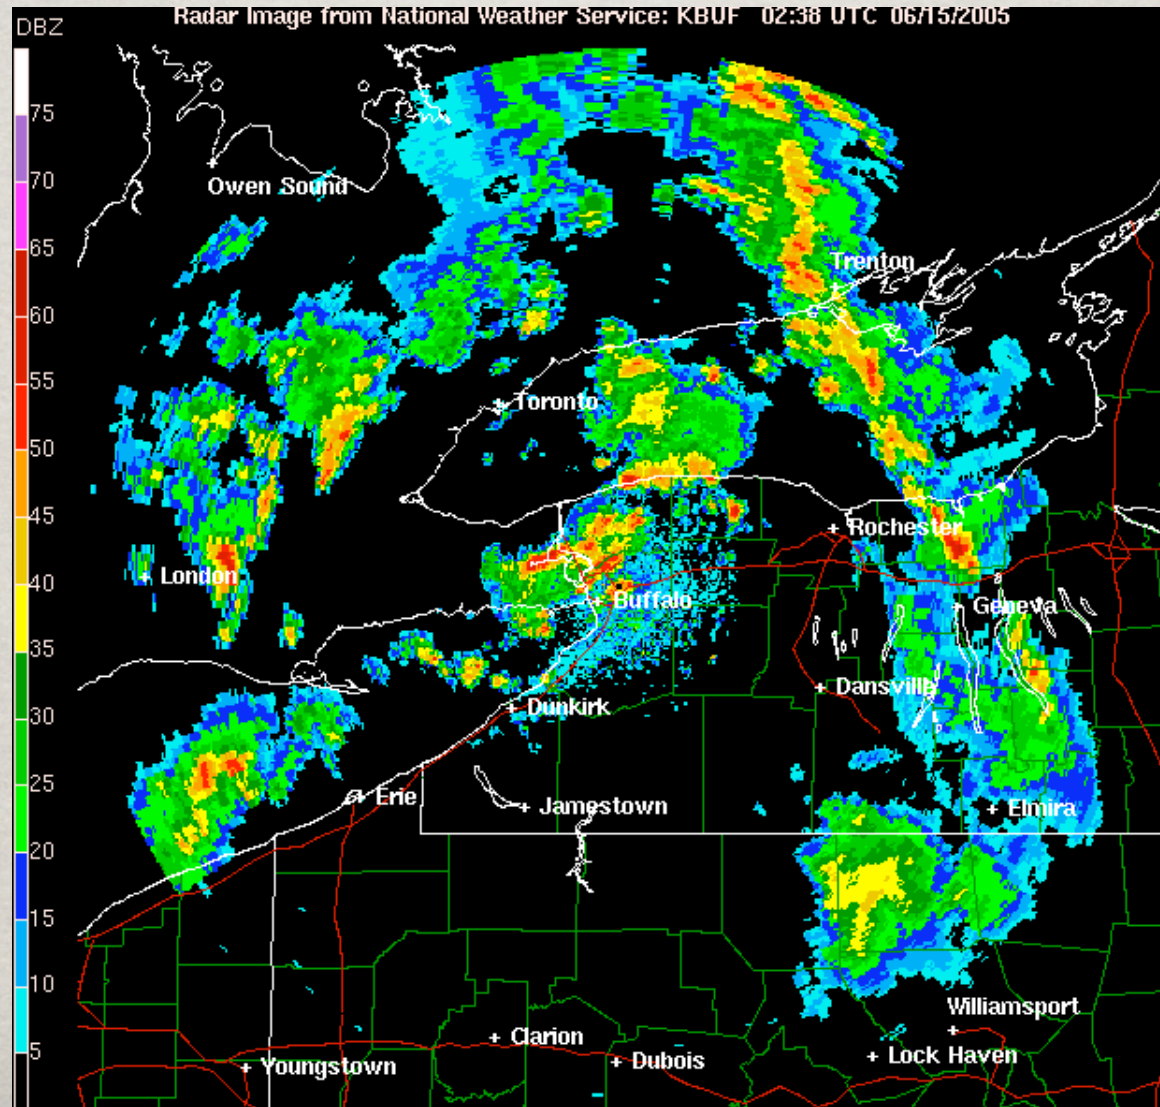 Radar Image from National Weather Service: KBUF 02:38 UTC 06/15/2005
DBZ
75
70
65
60
55
50
45
40
35
30
25
20
15
10
5
Owen Sound
Trenton
Toronto
Rochester
London
Buffalo
Geneva
Dansville
Dunkirk
Erie
Jamestown
Elmira
Williamsport
Clarion
Dubois
Lock Haven
Youngstown